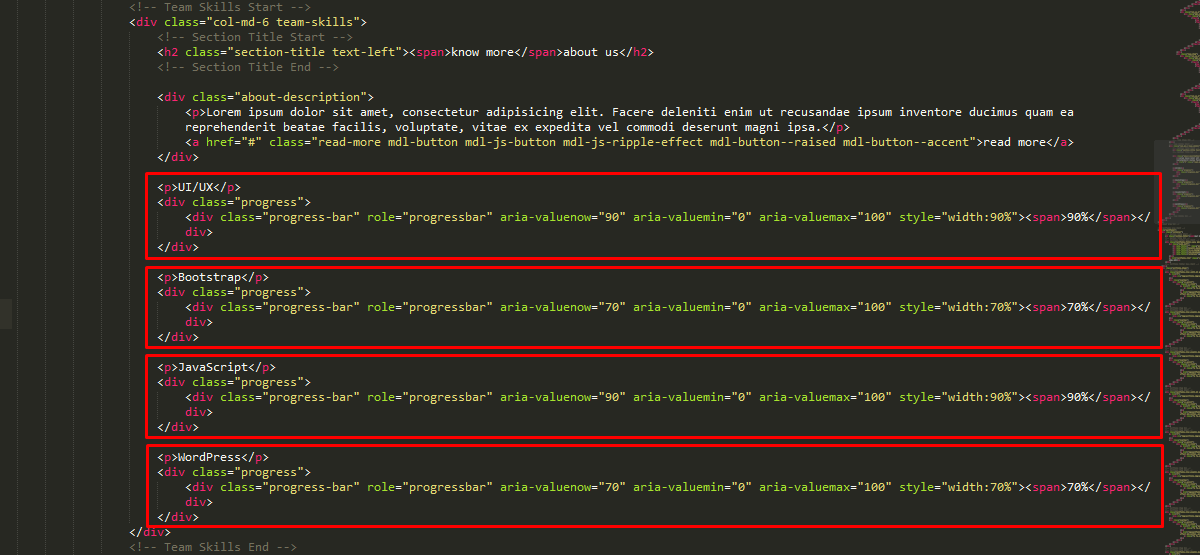 <!-- Team Skills Start -->
<div class="col-md-6 team-skills">
<!-- Section Title Start -->
<h2 class="section-title text-left"><span>know more</span>about us</h2>
<!-- Section Title End -->
<div class="about-description">
<p>Lorem ipsum dolor sit amet, consectetur adipisicing elit. Facere deleniti enim ut recusandae ipsum inventore ducimus quam ea
reprehenderit beatae facilis, voluptate, vitae ex expedita vel commodi deserunt magni ipsa.</p>
<a href="#" class="read-more mdl-button mdl-js-button mdl-js-ripple-effect mdl-button--raised mdl-button--accent">read more</a>
</div>
<p>UI/UX</p>
<div class="progress">
<div class="progress-bar" role="progressbar" aria-valuenow="90" aria-valuemin="0" aria-valuemax="100" style="width:90%"><span>90%</span></
div>
</div>
<p>Bootstrap</p>
<div class="progress">
<div class="progress-bar" role="progressbar" aria-valuenow="70" aria-valuemin="0" aria-valuemax="100" style="width:70%"><span>70%</span></
div>
</div>
<p>JavaScript</p>
<div class="progress">
<div class="progress-bar" role="progressbar" aria-valuenow="90" aria-valuemin="0" aria-valuemax="100" style="width:90%"><span>90%</span></
div>
</div>
<p>WordPress</p>
<div class="progress">
<div class="progress-bar" role="progressbar" aria-valuenow="70" aria-valuemin="0" aria-valuemax="100" style="width:70%"><span>70%</span></
div>
</div>
</div>
<!-- Team Skills End -->